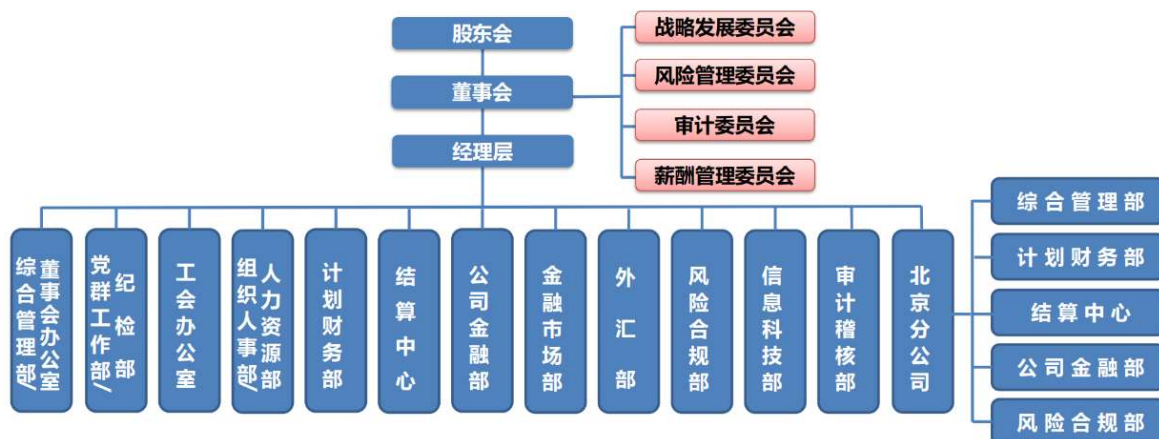 股东会
董事会
经理层
战略发展委员会
风险管理委员会
审计委员会
薪酬管理委员会
综合管理部/
董事会办公室
党群工作部/
纪检部
工会办公室
组织人事部/
人力资源部
计划财务部
结算中心
公司金融部
金融市场部
外汇部
风险合规部
信息科技部
审计稽核部
北京分公司
综合管理部
计划财务部
结算中心
公司金融部
风险合规部